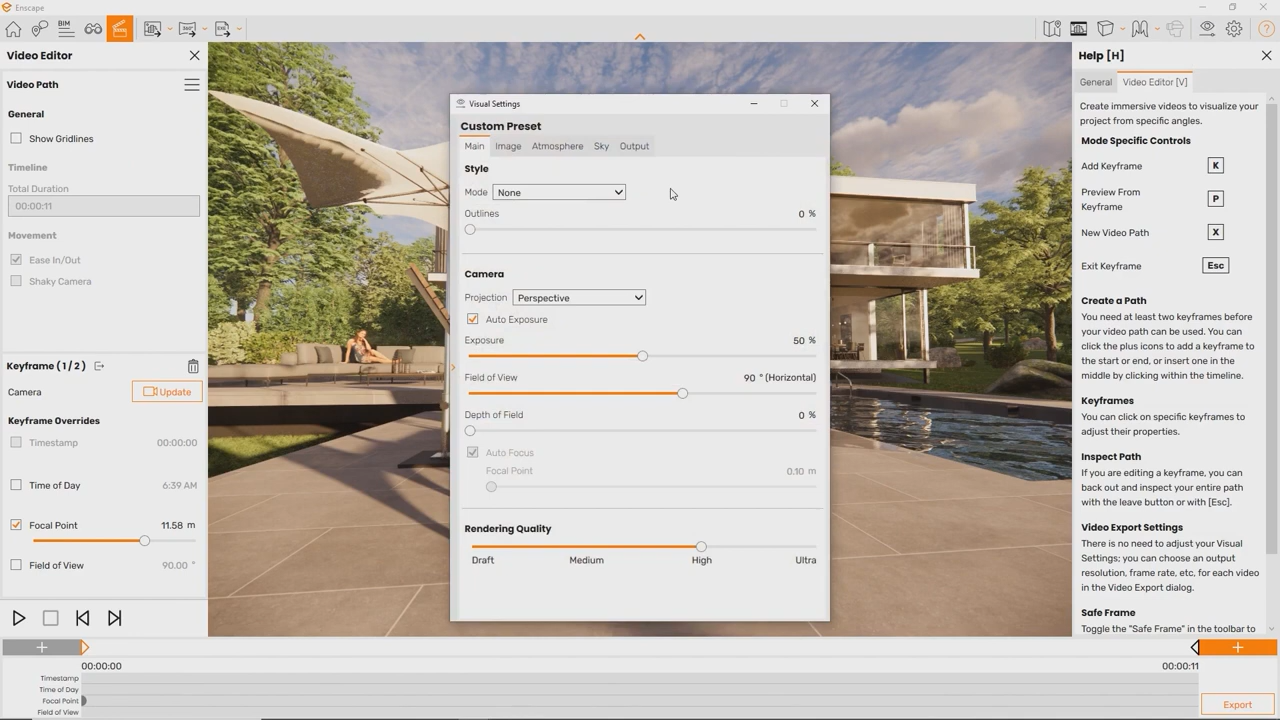 Enscape
BIM
360°
EXE
Video Editor
Video Path
General
Show Gridlines
Timeline
Total Duration
00:00:11
Movement
Ease In/Out
Shaky Camera
Keyframe ( 1 / 2 )
Camera
Update
Keyframe Overrides
Timestamp
00:00:00
Time of Day
6:39 AM
Focal Point
11.58 m
Field of View
90.00 °
Visual Settings
Custom Preset
Main
Image
Atmosphere
Sky
Output
Style
Mode
None
Outlines
0 %
Camera
Projection
Perspective
Auto Exposure
Exposure
50 %
Field of View
90 ° (Horizontal)
Depth of Field
0 %
Auto Focus
Focal Point
0.10 m
Rendering Quality
Draft
Medium
High
Ultra
Help [H]
General
Video Editor [V]
Create immersive videos to visualize your
project from specific angles.
Mode Specific Controls
Add Keyframe
K
Preview From
Keyframe
P
New Video Path
X
Exit Keyframe
Esc
Create a Path
You need at least two keyframes before
your video path can be used. You can
click the plus icons to add a keyframe to
the start or end, or insert one in the
middle by clicking within the timeline.
Keyframes
You can click on specific keyframes to
adjust their properties.
Inspect Path
If you are editing a keyframe, you can
back out and inspect your entire path
with the leave button or with [Esc].
Video Export Settings
There is no need to adjust your Visual
Settings; you can choose an output
resolution, frame rate, etc, for each video
in the Video Export dialog.
Safe Frame
Toggle the "Safe Frame" in the toolbar to
00:00:00
00:00:11
Timestamp
Time of Day
Focal Point
Field of View
Export